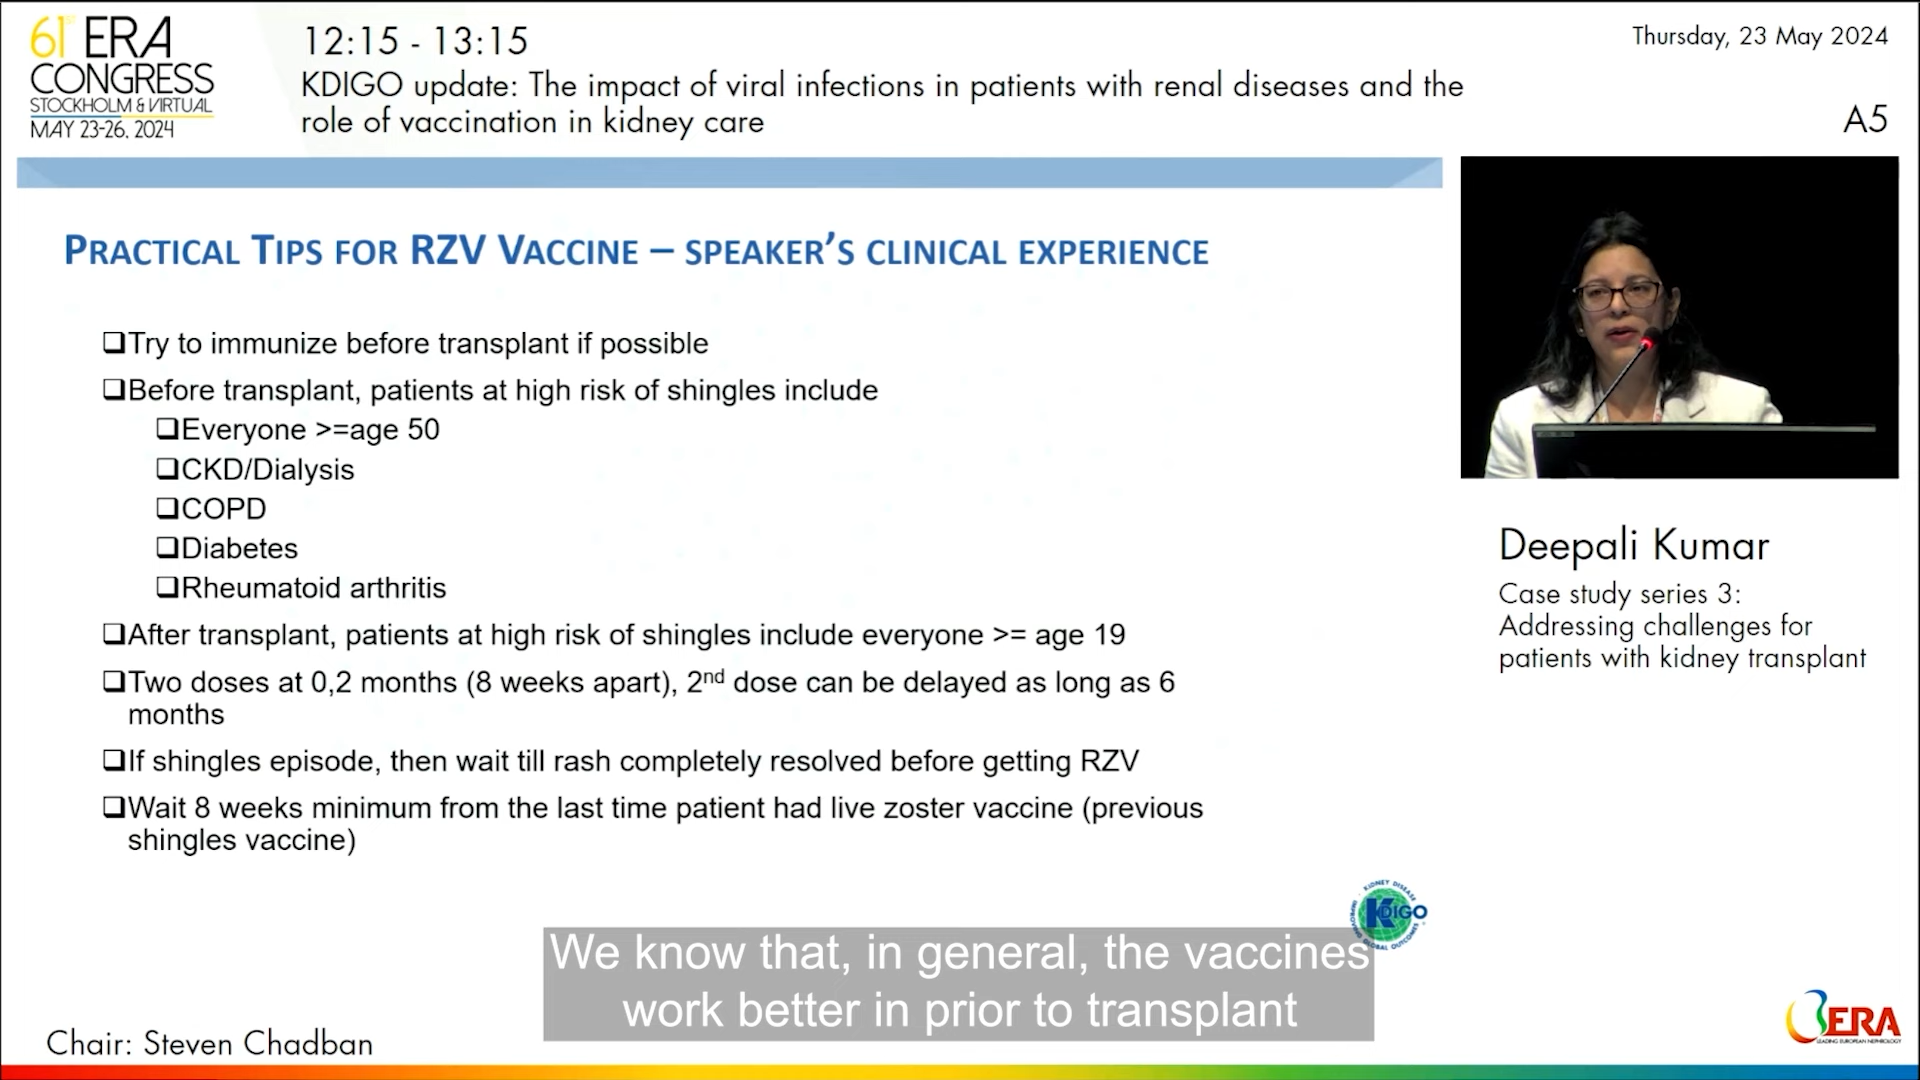 61st ERA
CONGRESS
STOCKHOLM & VIRTUAL
MAY 23-26, 2024
12:15 - 13:15
KDIGO update: The impact of viral infections in patients with renal diseases and the
role of vaccination in kidney care
Thursday, 23 May 2024
A5
PRACTICAL TIPS FOR RZV VACCINE – SPEAKER'S CLINICAL EXPERIENCE
❑Try to immunize before transplant if possible
❑Before transplant, patients at high risk of shingles include
❑Everyone >=age 50
❑CKD/Dialysis
❑COPD
❑Diabetes
❑Rheumatoid arthritis
❑After transplant, patients at high risk of shingles include everyone >= age 19
❑Two doses at 0,2 months (8 weeks apart), 2nd dose can be delayed as long as 6
months
❑If shingles episode, then wait till rash completely resolved before getting RZV
❑Wait 8 weeks minimum from the last time patient had live zoster vaccine (previous
shingles vaccine)
Deepali Kumar
Case study series 3:
Addressing challenges for
patients with kidney transplant
KIDNEY DISEASE
KDIGO
IMPROVING GLOBAL OUTCOMES
We know that, in general, the vaccines
work better in prior to transplant
Chair: Steven Chadban
ERA
LEADING EUROPEAN NEPHROLOGY